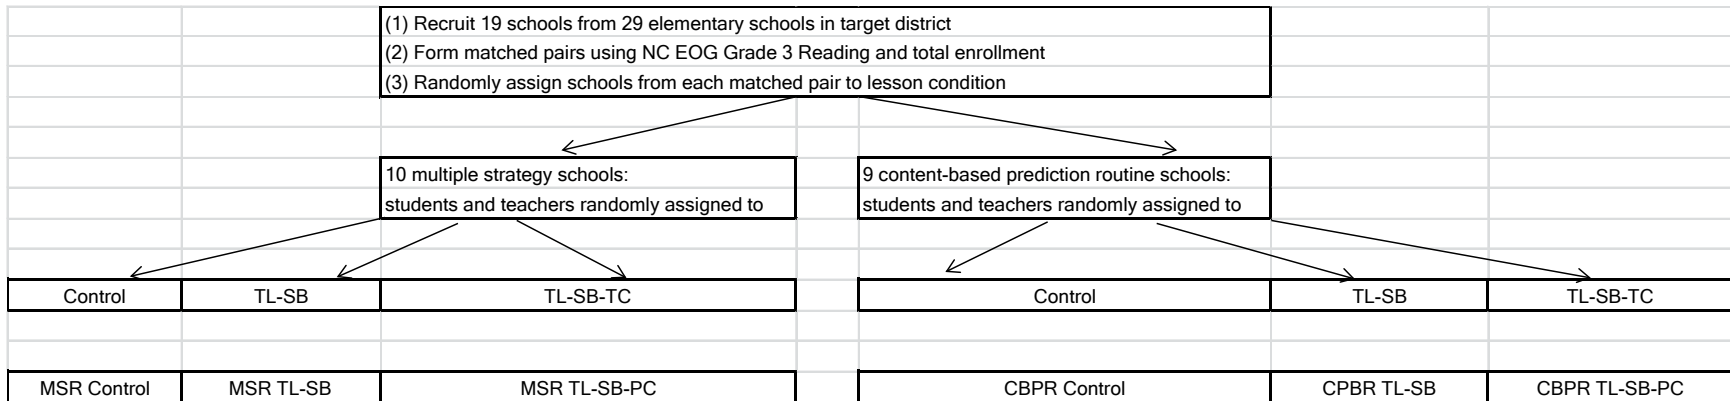 (1) Recruit 19 schools from 29 elementary schools in target district
(2) Form matched pairs using NC EOG Grade 3 Reading and total enrollment
(3) Randomly assign schools from each matched pair to lesson condition
10 multiple strategy schools:
students and teachers randomly assigned to
9 content-based prediction routine schools:
students and teachers randomly assigned to
Control TL-SB TL-SB-TC Control TL-SB TL-SB-TC
MSR Control MSR TL-SB MSR TL-SB-PC CBPR Control CPBR TL-SB CBPR TL-SB-PC